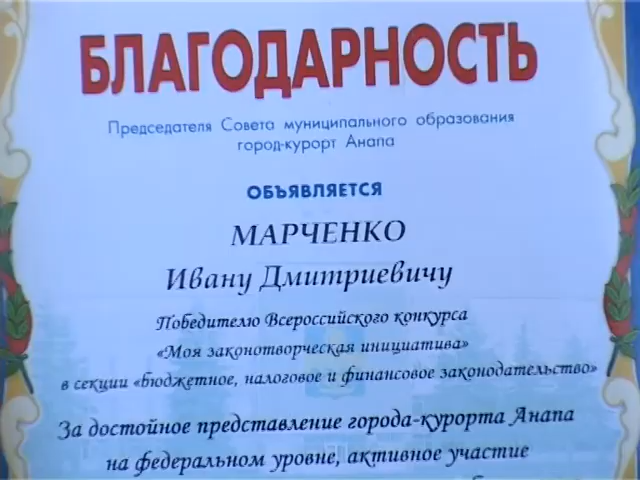 БЛАГОДАРНОСТЬ
Председателя Совета муниципального образования
город-курорт Анапа
ОБЪЯВЛЯЕТСЯ
МАРЧЕНКО
Ивану Дмитриевичу
Победителю Всероссийского конкурса
«Моя законотворческая инициатива»
в секции «Бюджетное, налоговое и финансовое законодательство»
За достойное представление города-курорта Анапа
на федеральном уровне, активное участие